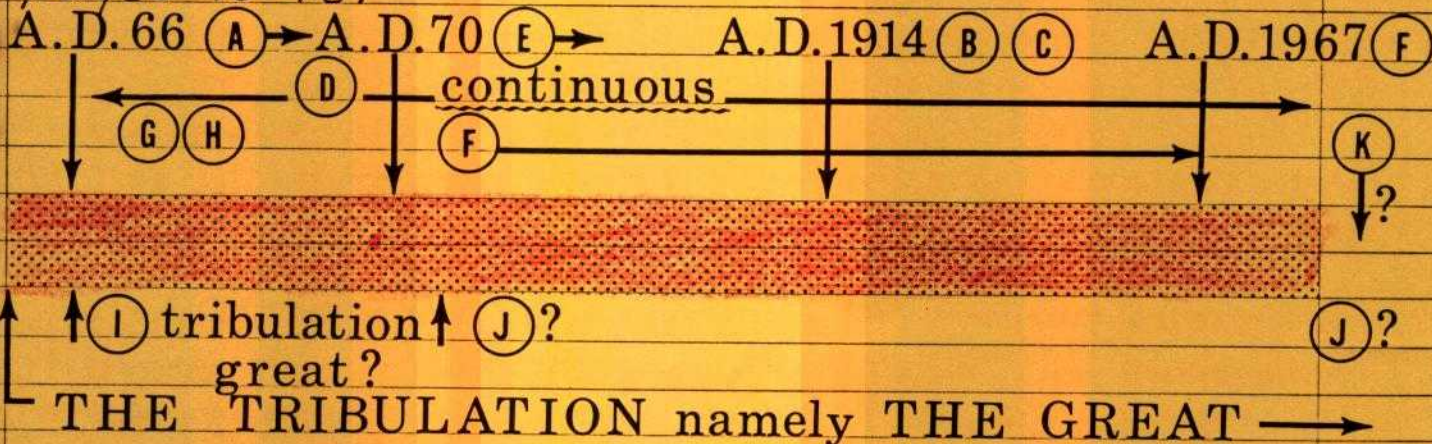 A.D. 66 (A) A.D. 70 (E) A.D. 1914 (B) (C) A.D. 1967 (F)
(D) continuous
(G) (H) (F) (K)
?
(I) tribulation (J) ? (J) ?
great ?
THE TRIBULATION namely THE GREAT